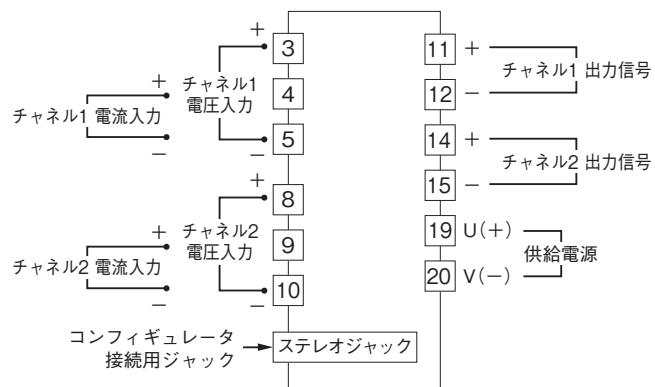 +
3
チャネル1
電圧入力
4
+
チャネル1 電流入力
−
5
−
+
8
チャネル2
電圧入力
9
+
チャネル2 電流入力
−
10
−
コンフィギュレータ
接続用ジャック
ステレオジャック
11 +
チャネル1 出力信号
12 −
14 +
チャネル2 出力信号
15 −
19 U(+)
供給電源
20 V(−)